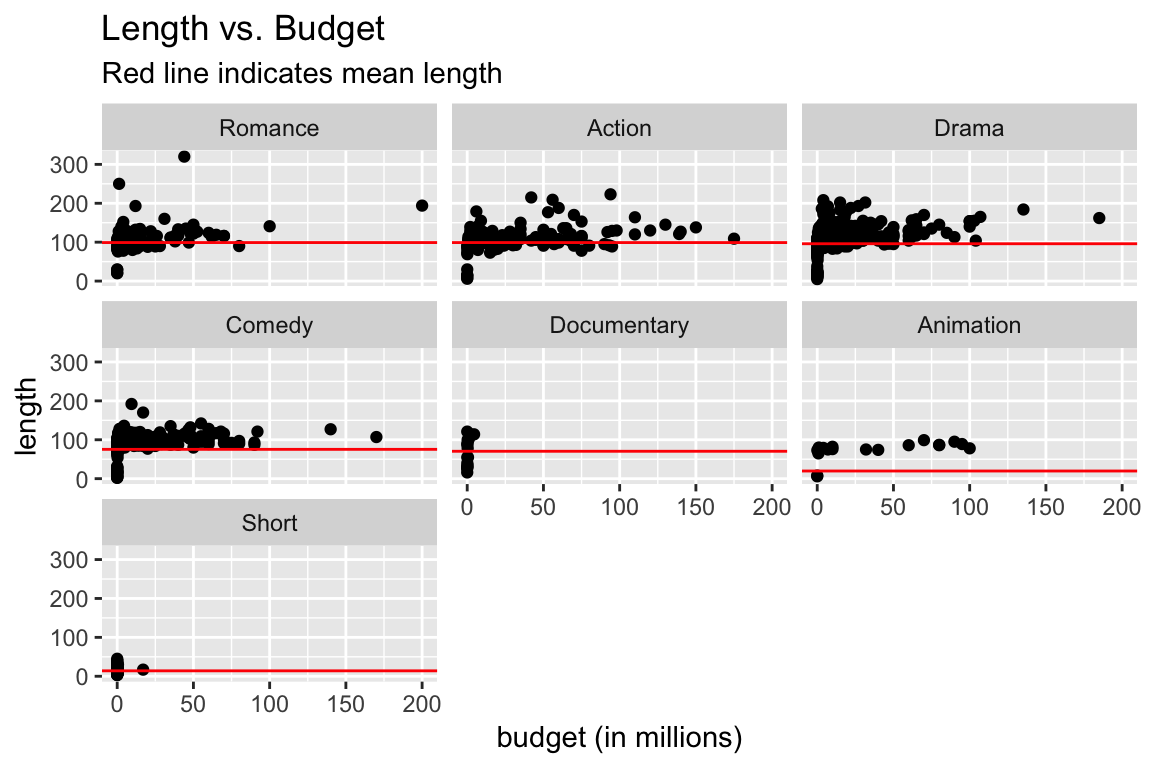 Length vs. Budget
Red line indicates mean length
Romance Action Drama
300
200
100
0
Comedy Documentary Animation
300
200
100
0
0 50 100 150 200 0 50 100 150 200
Short
300
200
100
0
0 50 100 150 200
length
budget (in millions)